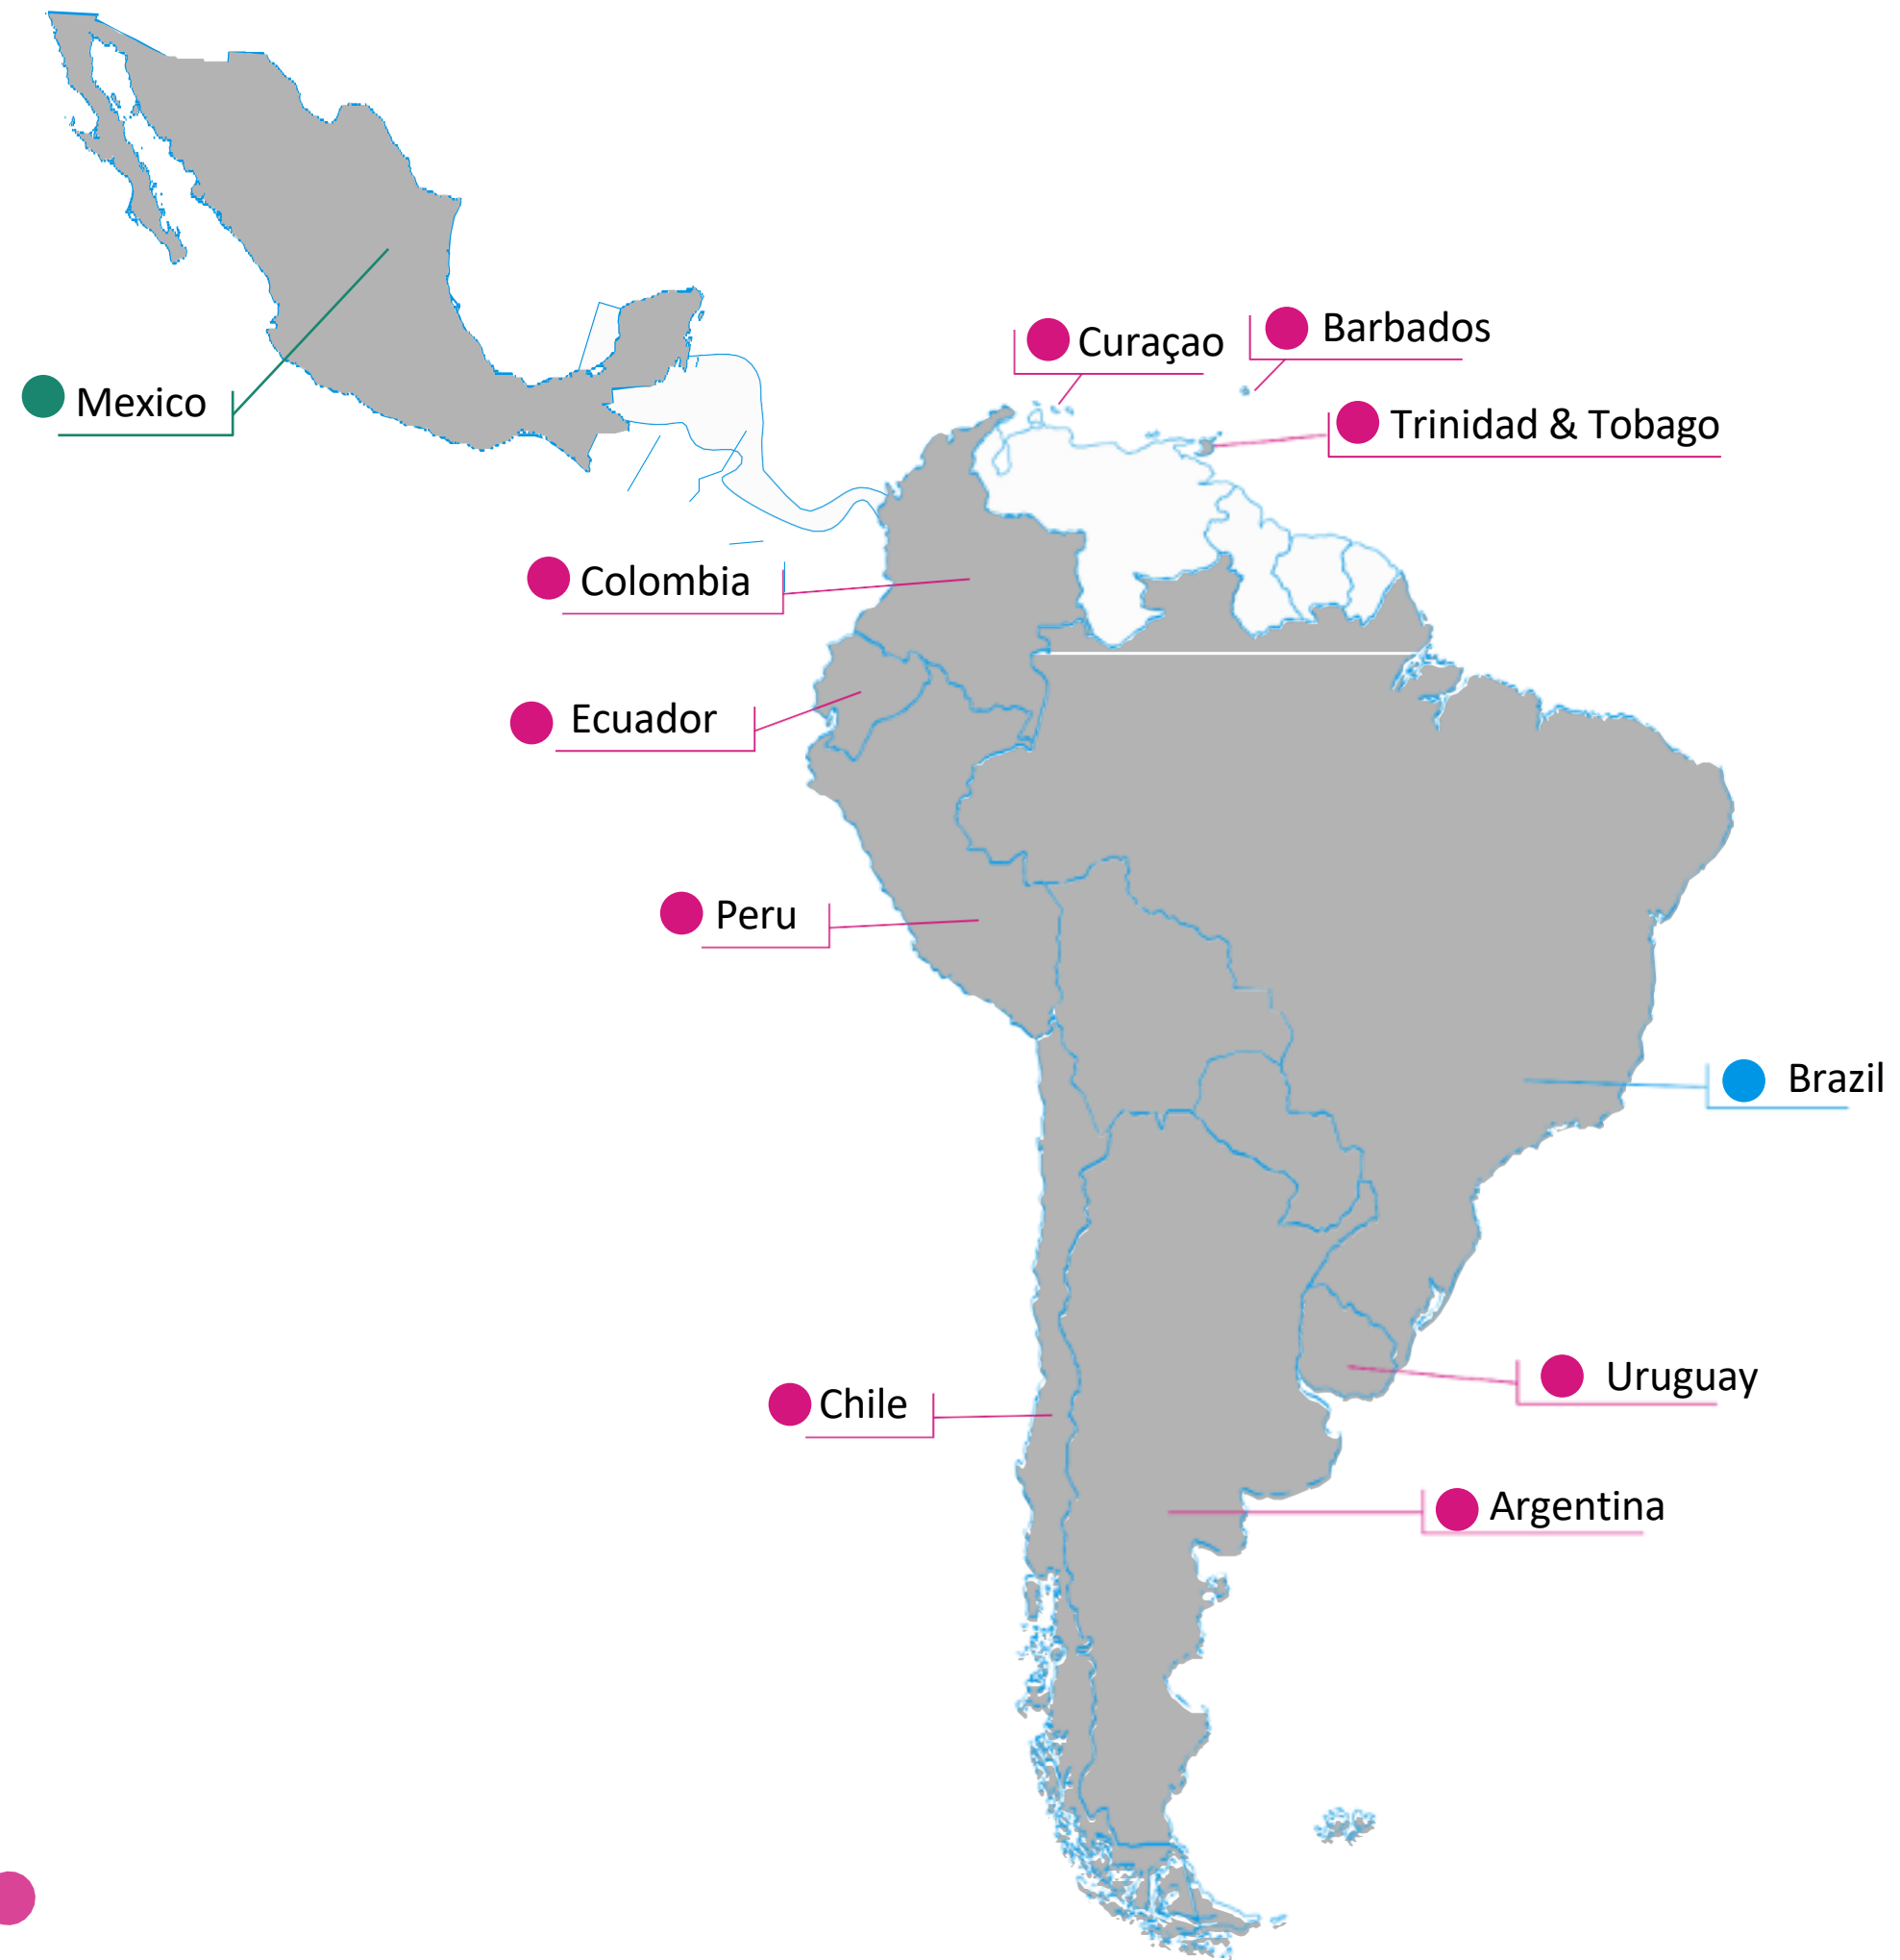 Barbados
Curaçao
Mexico
Trinidad & Tobago
Colombia
Ecuador
Peru
Brazil
Uruguay
Chile
Argentina